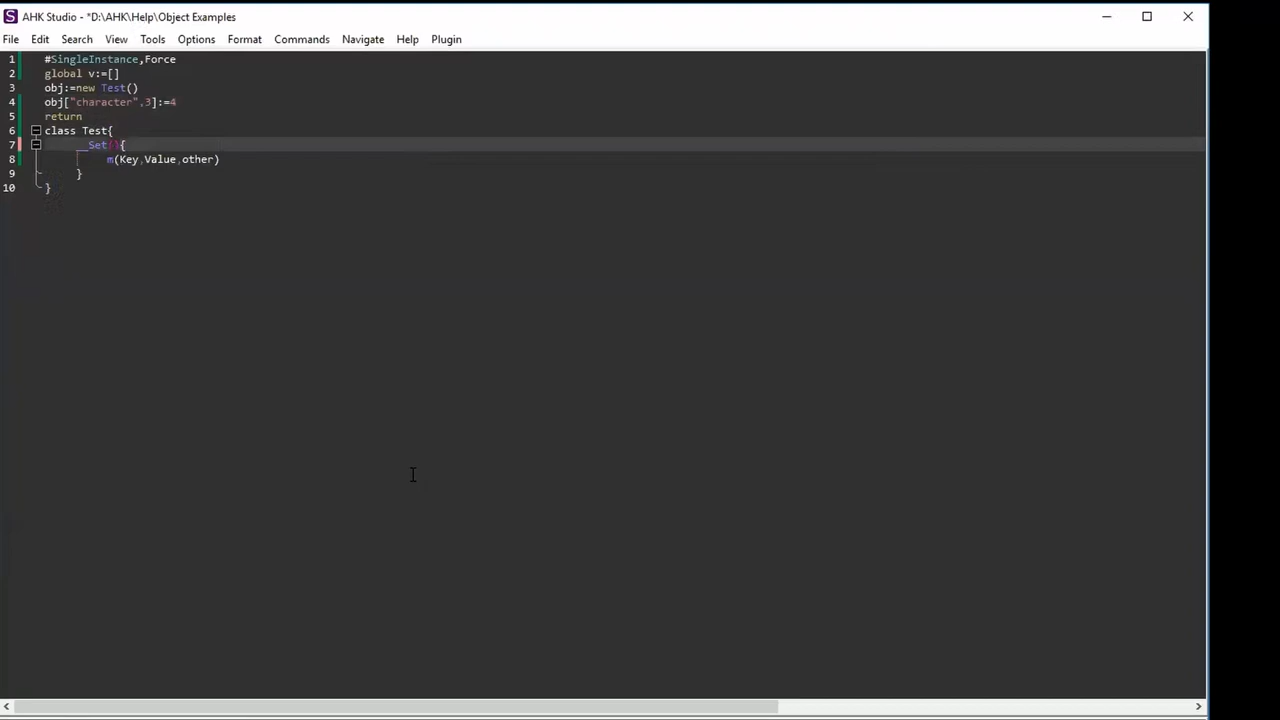 AHK Studio - *D:\AHK\Help\Object Examples
File Edit Search View Tools Options Format Commands Navigate Help Plugin
1 #SingleInstance,Force
2 global v:=[]
3 obj:=new Test()
4 obj["character",3]:=4
5 return
6 class Test{
7 __Set(){
8 m(Key,Value,other)
9 }
10 }